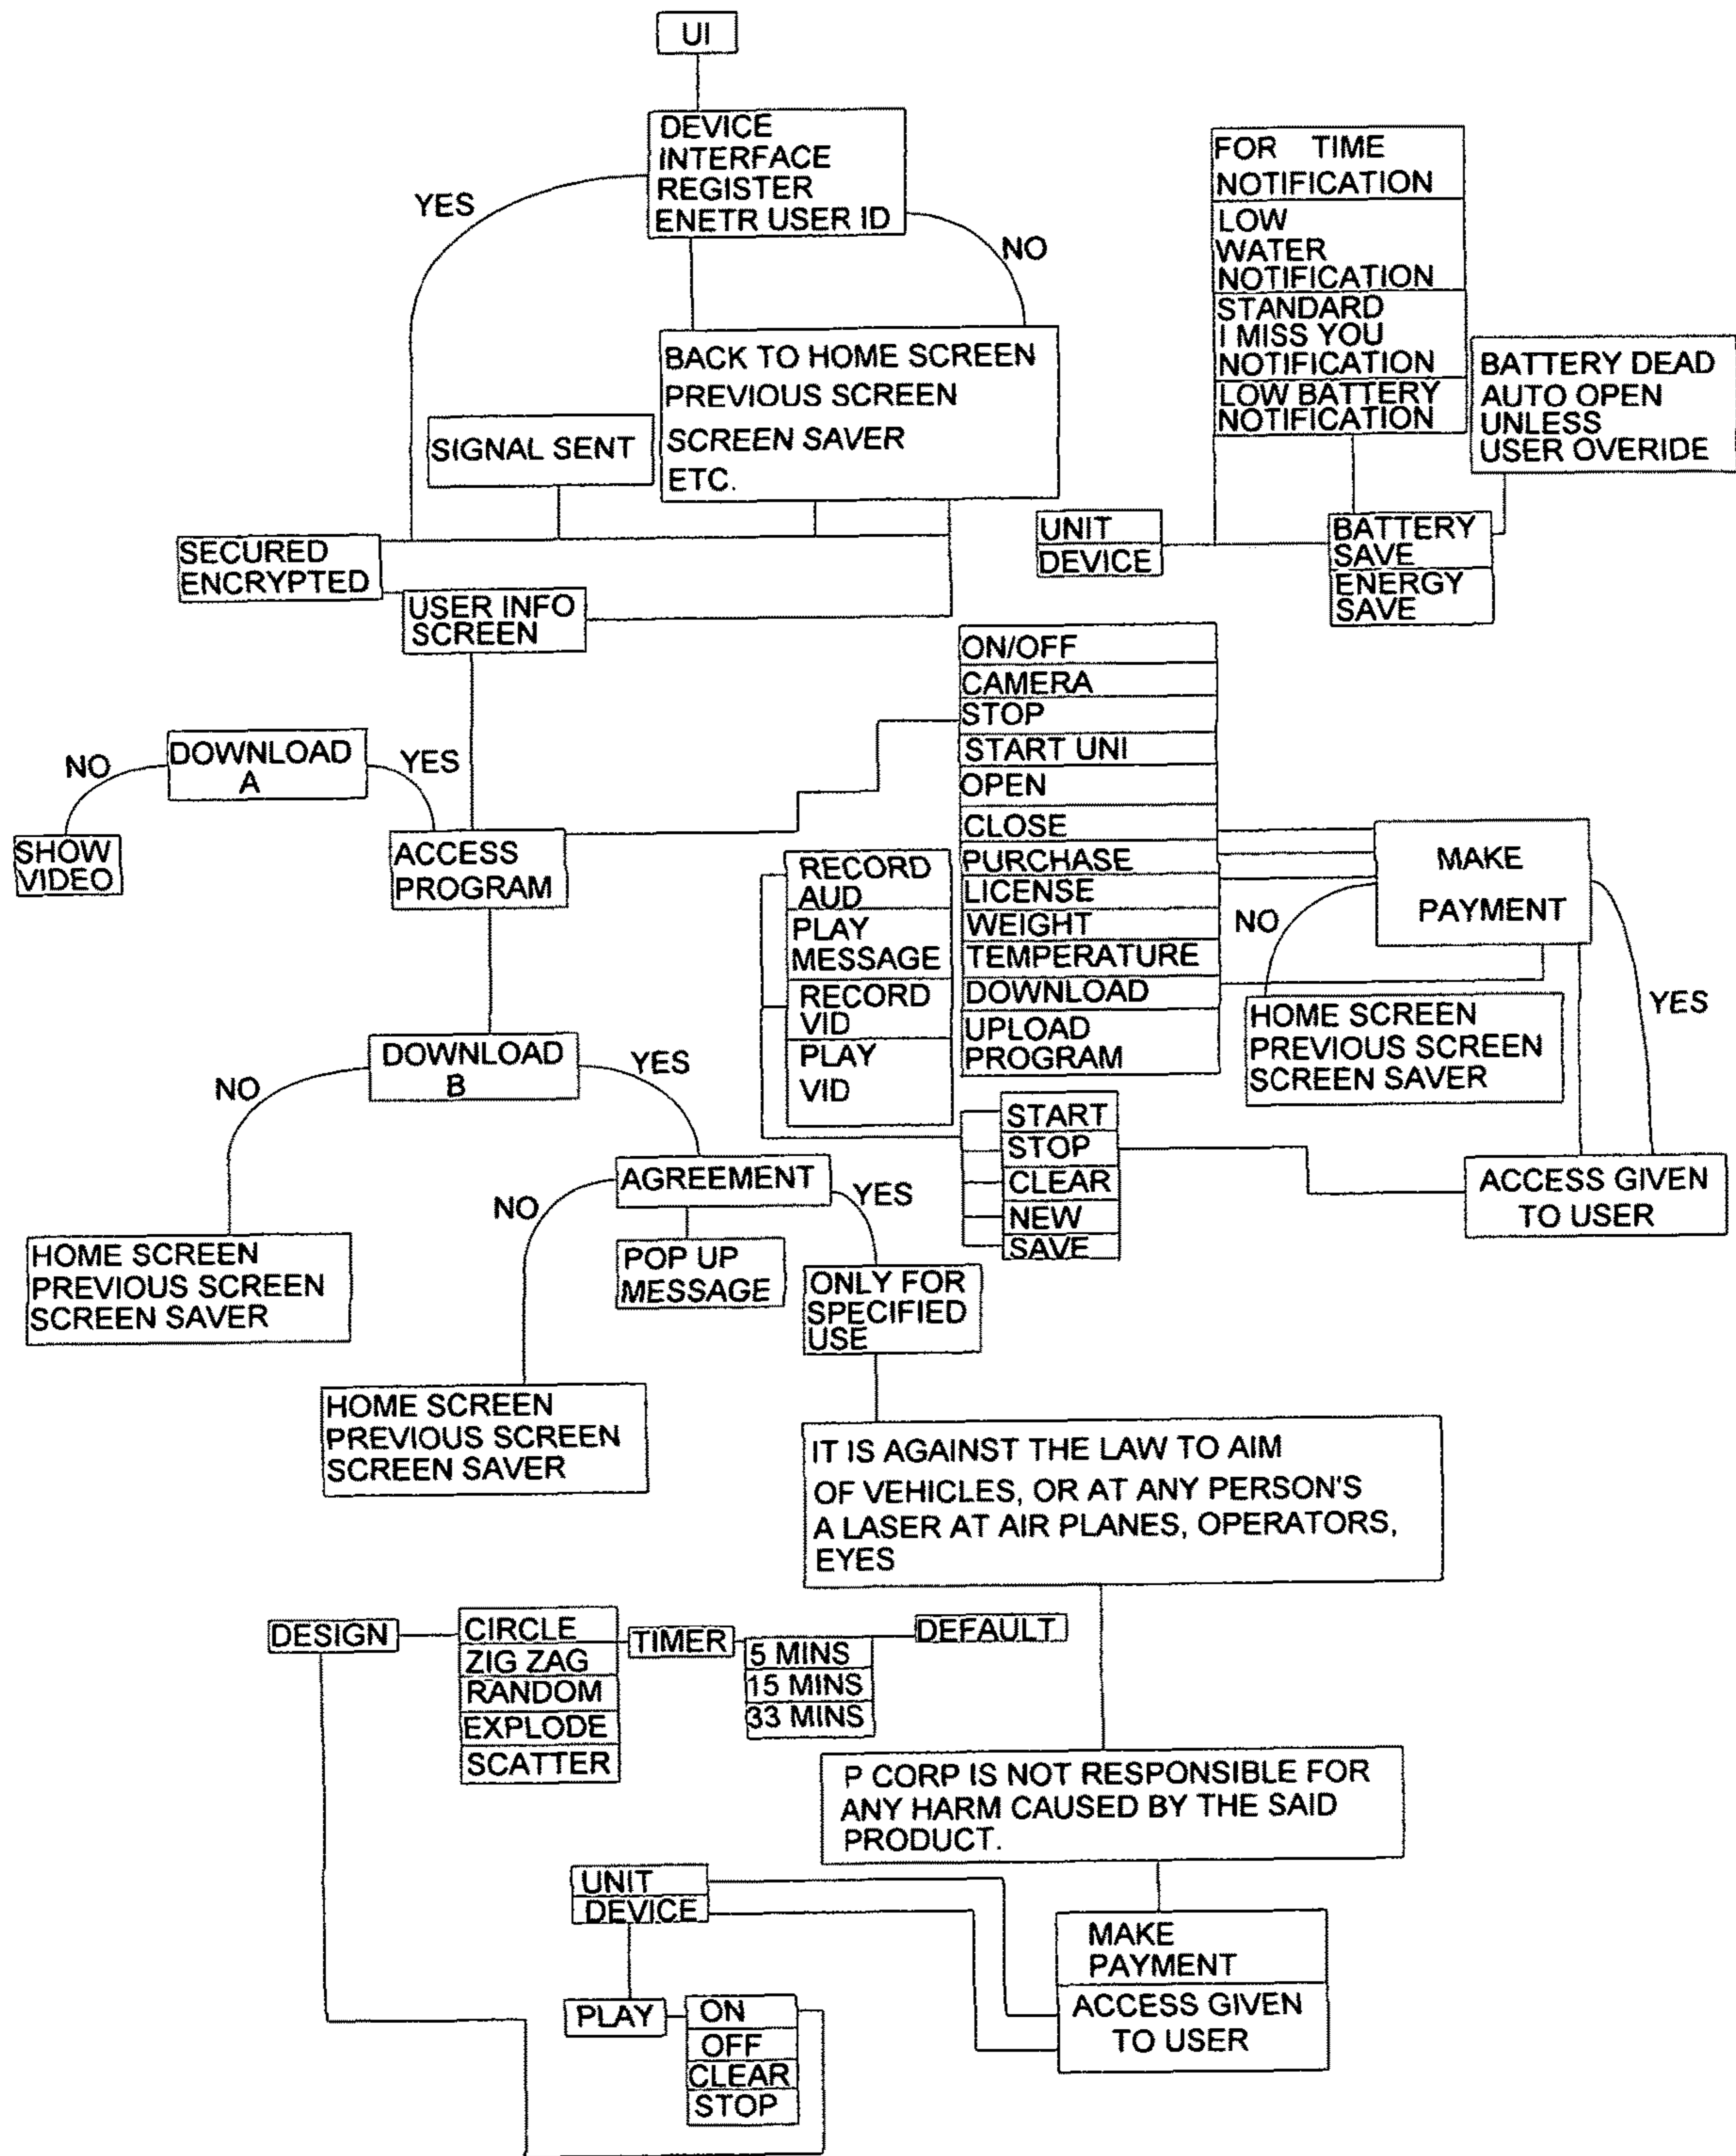 UI
DEVICE
INTERFACE
REGISTER
ENETR USER ID
YES
NO
BACK TO HOME SCREEN
PREVIOUS SCREEN
SCREEN SAVER
ETC.
SIGNAL SENT
SECURED
ENCRYPTED
USER INFO
SCREEN
FOR TIME
NOTIFICATION
LOW
WATER
NOTIFICATION
STANDARD
I MISS YOU
NOTIFICATION
LOW BATTERY
NOTIFICATION
BATTERY DEAD
AUTO OPEN
UNLESS
USER OVERIDE
UNIT
DEVICE
BATTERY
SAVE
ENERGY
SAVE
NO
DOWNLOAD
A
YES
SHOW
VIDEO
ACCESS
PROGRAM
ON/OFF
CAMERA
STOP
START UNI
OPEN
CLOSE
PURCHASE
LICENSE
WEIGHT
TEMPERATURE
DOWNLOAD
UPLOAD
PROGRAM
RECORD
AUD
PLAY
MESSAGE
RECORD
VID
PLAY
VID
MAKE
PAYMENT
NO
YES
HOME SCREEN
PREVIOUS SCREEN
SCREEN SAVER
START
STOP
CLEAR
NEW
SAVE
ACCESS GIVEN
TO USER
DOWNLOAD
B
NO
YES
HOME SCREEN
PREVIOUS SCREEN
SCREEN SAVER
AGREEMENT
NO
YES
POP UP
MESSAGE
ONLY FOR
SPECIFIED
USE
HOME SCREEN
PREVIOUS SCREEN
SCREEN SAVER
IT IS AGAINST THE LAW TO AIM
OF VEHICLES, OR AT ANY PERSON'S
A LASER AT AIR PLANES, OPERATORS,
EYES
DESIGN
CIRCLE
ZIG ZAG
RANDOM
EXPLODE
SCATTER
TIMER
5 MINS
15 MINS
33 MINS
DEFAULT
P CORP IS NOT RESPONSIBLE FOR
ANY HARM CAUSED BY THE SAID
PRODUCT.
UNIT
DEVICE
MAKE
PAYMENT
ACCESS GIVEN
TO USER
PLAY
ON
OFF
CLEAR
STOP